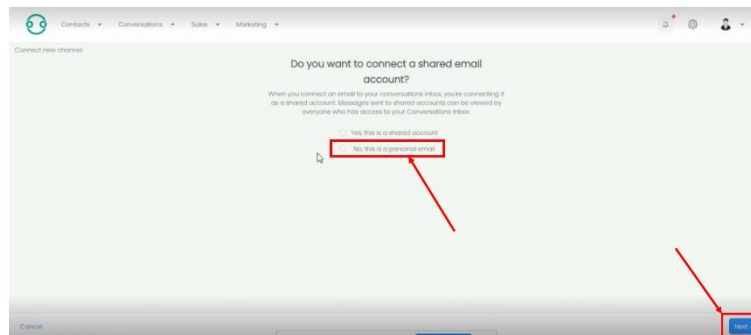 Contacts Conversations Sales Marketing
Connect new channel
Do you want to connect a shared email
account?
When you connect an email to your conversations inbox, you're connecting it
as a shared account. Messages sent to shared accounts can be viewed by
everyone who has access to your Conversations inbox.
Yes, this is a shared account
No, this is a personal email
Cancel
Next